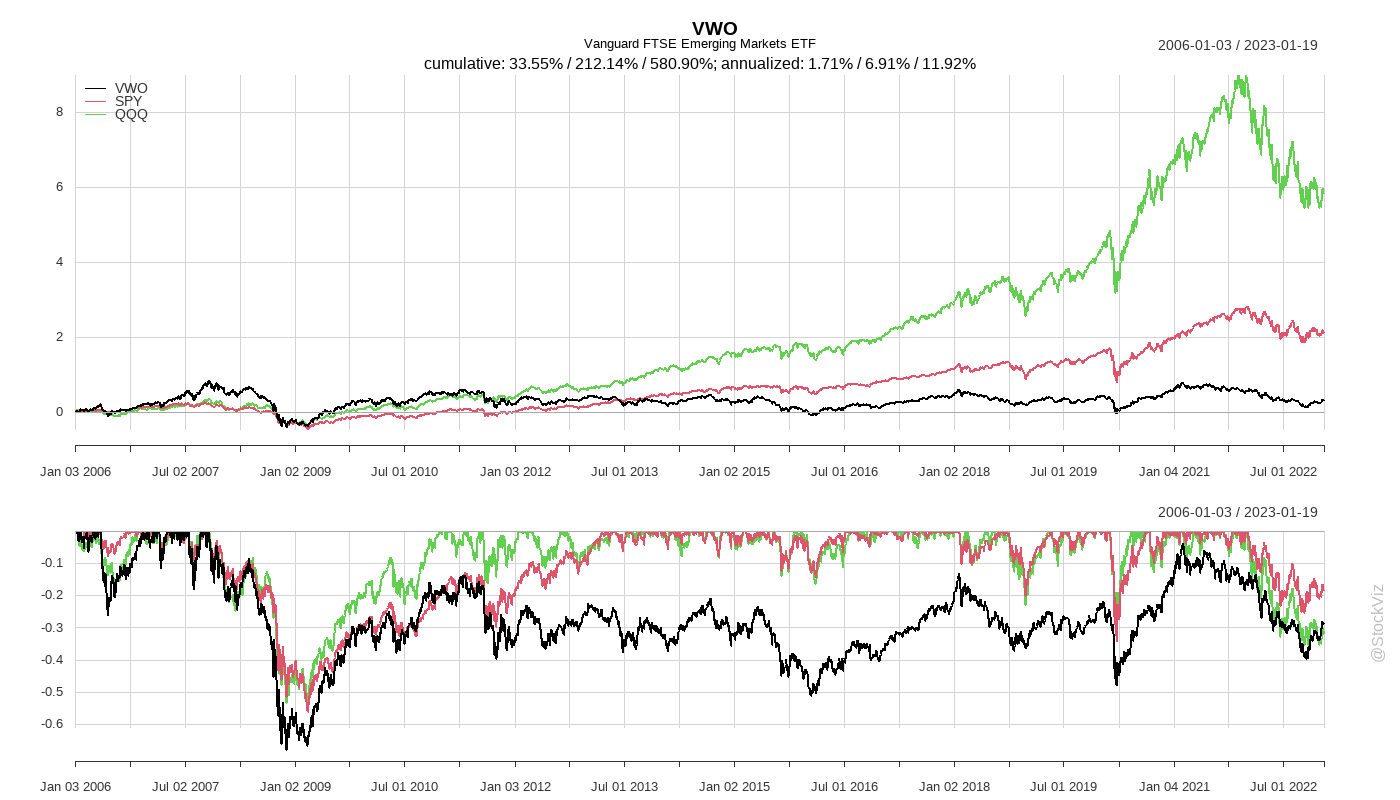 VWO
Vanguard FTSE Emerging Markets ETF
2006-01-03 / 2023-01-19
cumulative: 33.55% / 212.14% / 580.90%; annualized: 1.71% / 6.91% / 11.92%
VWO
SPY
QQQ
8
6
4
2
0
Jan 03 2006 Jul 02 2007 Jan 02 2009 Jul 01 2010 Jan 03 2012 Jul 01 2013 Jan 02 2015 Jul 01 2016 Jan 02 2018 Jul 01 2019 Jan 04 2021 Jul 01 2022
2006-01-03 / 2023-01-19
-0.1
-0.2
-0.3
-0.4
-0.5
-0.6
Jan 03 2006 Jul 02 2007 Jan 02 2009 Jul 01 2010 Jan 03 2012 Jul 01 2013 Jan 02 2015 Jul 01 2016 Jan 02 2018 Jul 01 2019 Jan 04 2021 Jul 01 2022
@StockViz